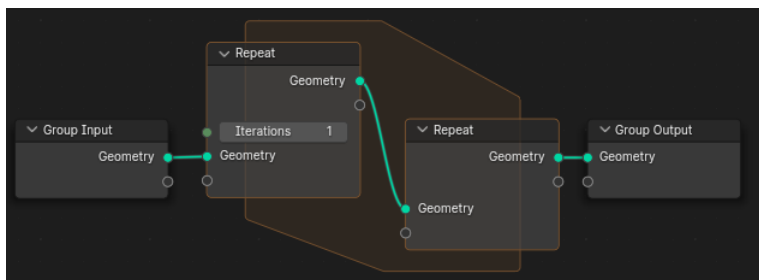 Group Input
Geometry
Repeat
Geometry
Iterations 1
Geometry
Repeat
Geometry
Geometry
Group Output
Geometry